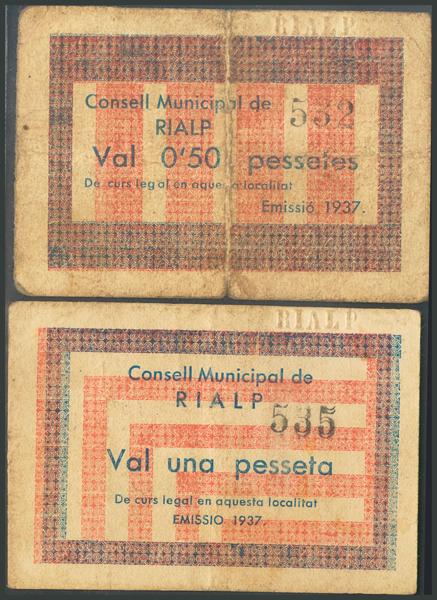 RIALP
Consell Municipal de
532
RIALP
Val 0'50 pessetes
De curs legal en aquesta localitat
Emissió 1937.
RIALP
Consell Municipal de
RIALP
535
Val una pesseta
De curs legal en aquesta localitat
EMISSIO 1937.